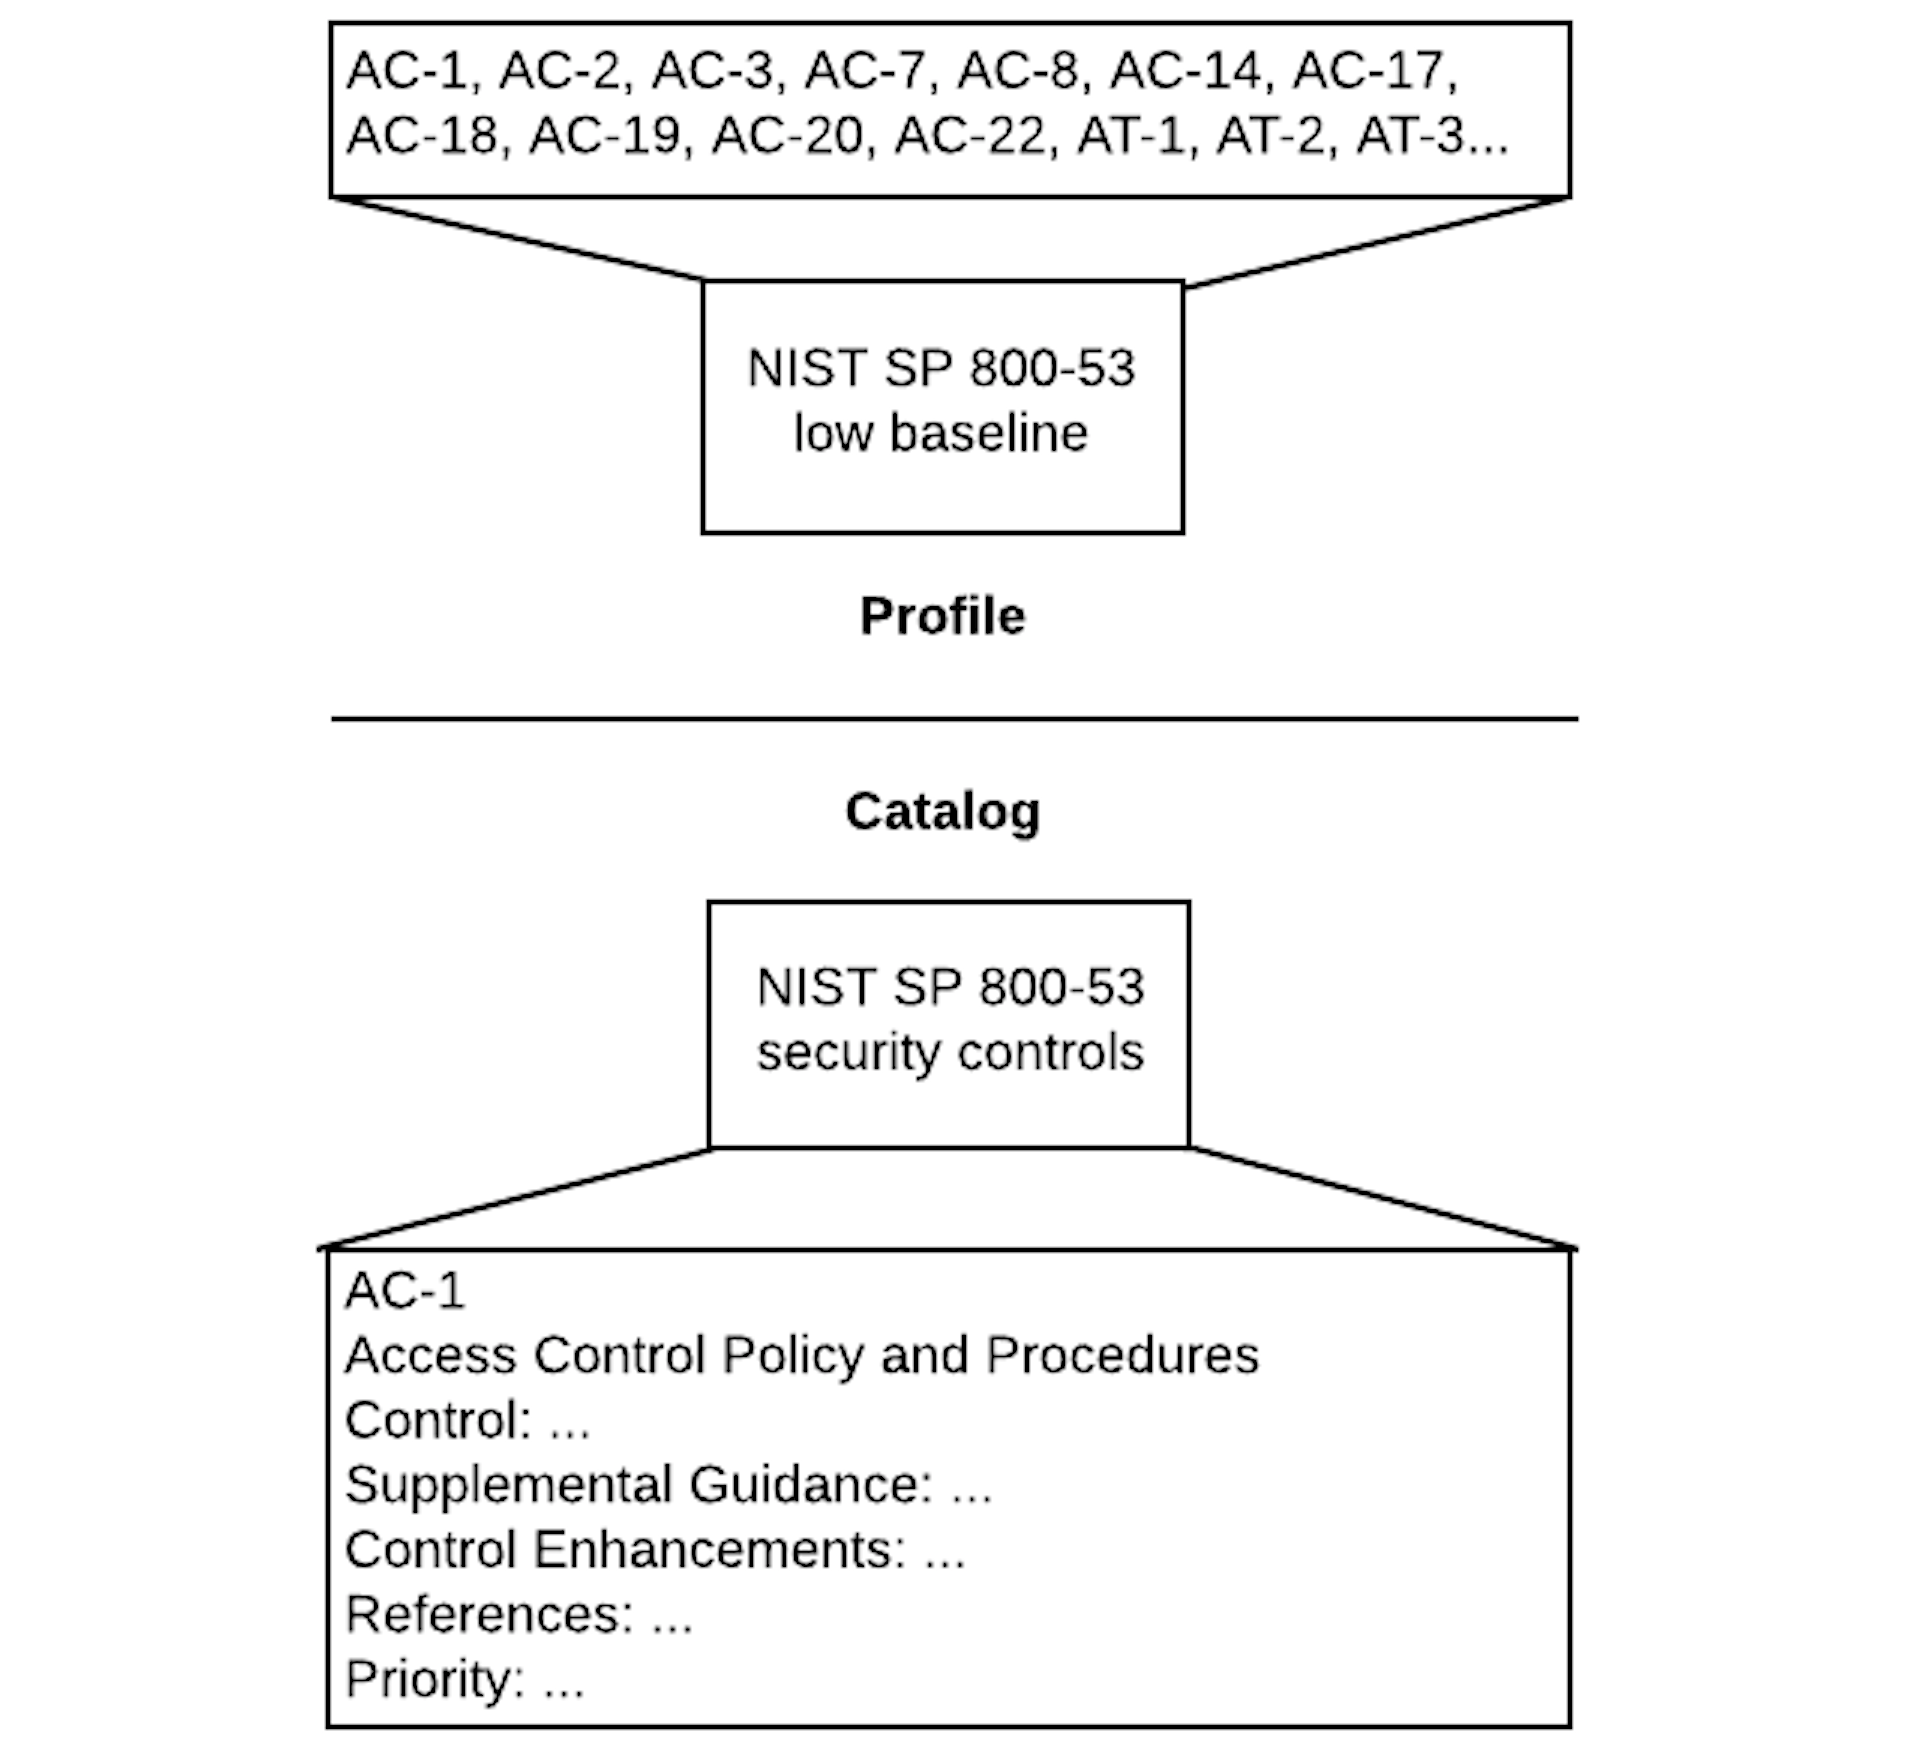 AC-1, AC-2, AC-3, AC-7, AC-8, AC-14, AC-17,
AC-18, AC-19, AC-20, AC-22, AT-1, AT-2, AT-3...
NIST SP 800-53
low baseline
Profile
Catalog
NIST SP 800-53
security controls
AC-1
Access Control Policy and Procedures
Control: ...
Supplemental Guidance: ...
Control Enhancements: ...
References: ...
Priority: ...